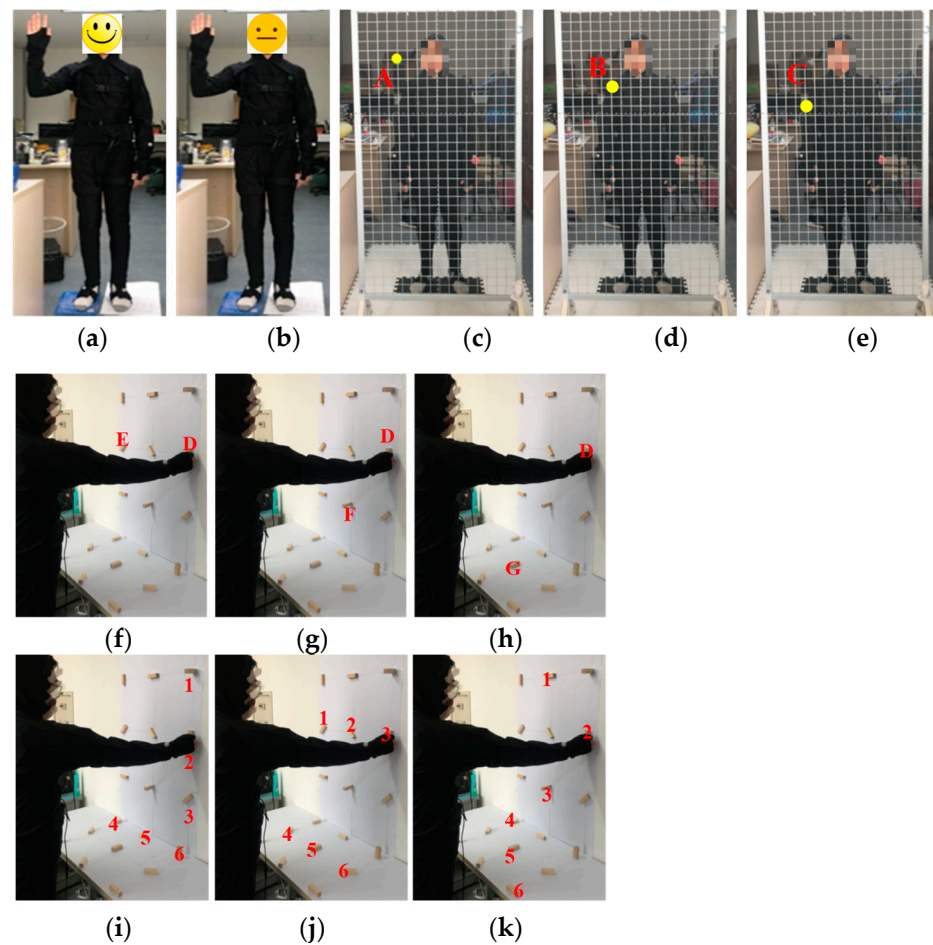 A B C
(a) (b) (c) (d) (e)
E D D D
F
G
(f) (g) (h)
1 1
1 2 3 2
2
3 3
4 5 4 4
6 5 5
6 6
(i) (j) (k)